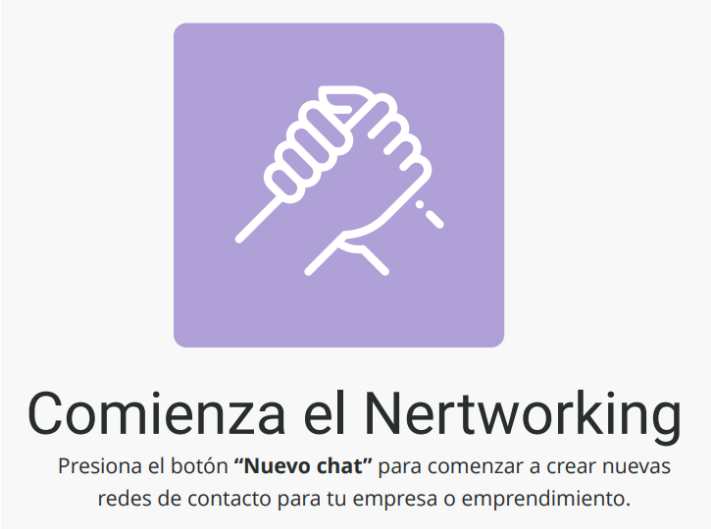 Comienza el Nertworking
Presiona el botón “Nuevo chat” para comenzar a crear nuevas
redes de contacto para tu empresa o emprendimiento.